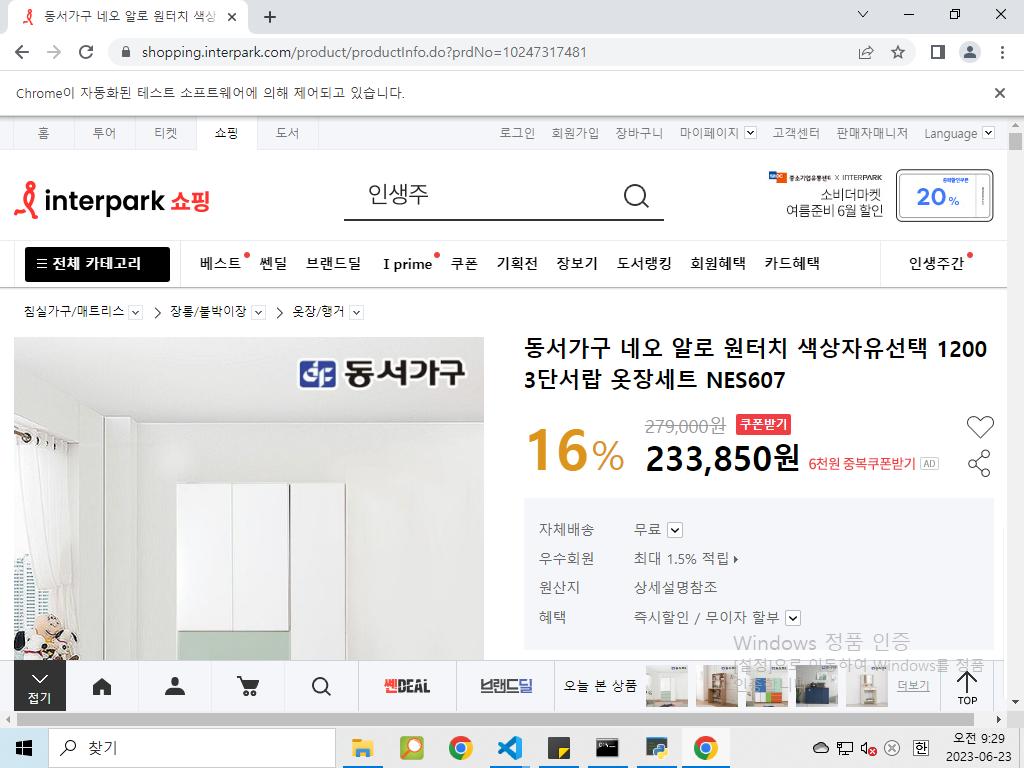 동서가구 네오 알로 원터치 색상
shopping.interpark.com/product/productInfo.do?prdNo=10247317481
Chrome이 자동화된 테스트 소프트웨어에 의해 제어되고 있습니다.
홈 투어 티켓 쇼핑 도서 로그인 회원가입 장바구니 마이페이지 고객센터 판매자매니저 Language
interpark 쇼핑
인생주
중소기업유통센터 X INTERPARK
소비더마켓
여름준비 6월 할인
20%
전체 카테고리 베스트 쎈딜 브랜드딜 I prime 쿠폰 기획전 장보기 도서랭킹 회원혜택 카드혜택 인생주간
침실가구/매트리스 장롱/붙박이장 옷장/행거
동서가구
동서가구 네오 알로 원터치 색상자유선택 1200
3단서랍 옷장세트 NES607
16%
279,000원 쿠폰받기
233,850원 6천원 중복쿠폰받기 AD
자체배송 무료
우수회원 최대 1.5% 적립
원산지 상세설명참조
혜택 즉시할인 / 무이자 할부
Windows 정품 인증
[설정]으로 이동하여 Windows를 정품
접기
쎈DEAL
브랜드딜
오늘 본 상품
더보기
TOP
찾기
한
오전 9:29
2023-06-23